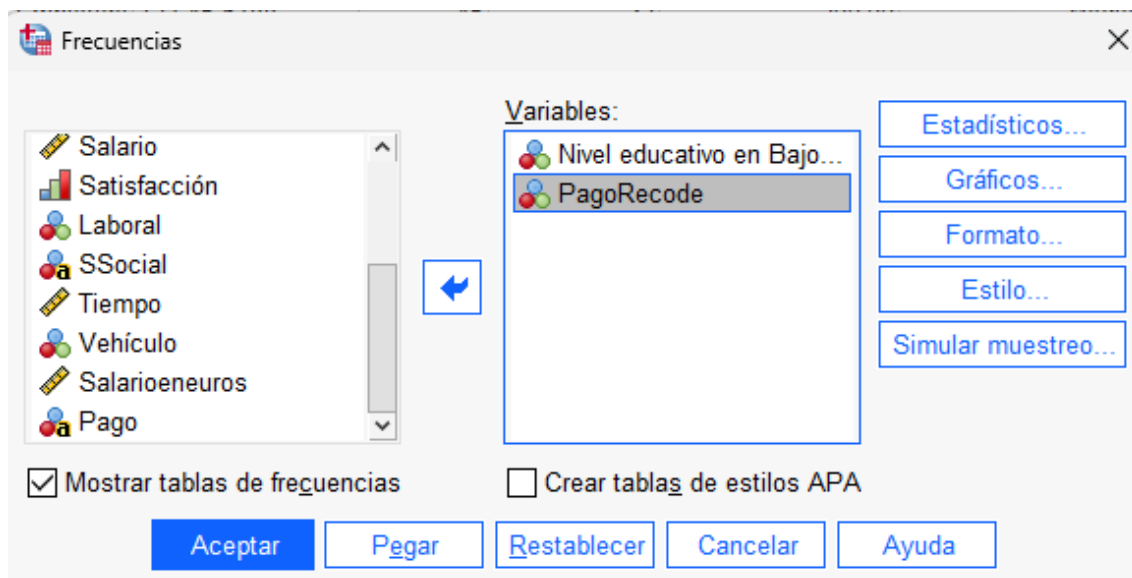 Frecuencias
Variables:
Salario
Satisfacción
Laboral
SSocial
Tiempo
Vehículo
Salarioeneuros
Pago
Nivel educativo en Bajo...
PagoRecode
Estadísticos...
Gráficos...
Formato...
Estilo...
Simular muestreo...
Mostrar tablas de frecuencias
Crear tablas de estilos APA
Aceptar
Pegar
Restablecer
Cancelar
Ayuda